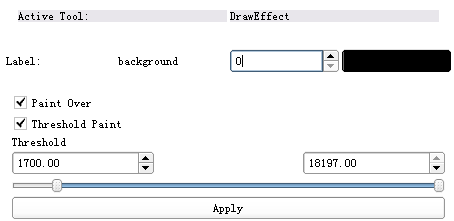 Active Tool: DrawEffect
Label: background 0
Paint Over
Threshold Paint
Threshold
1700.00 18197.00
Apply